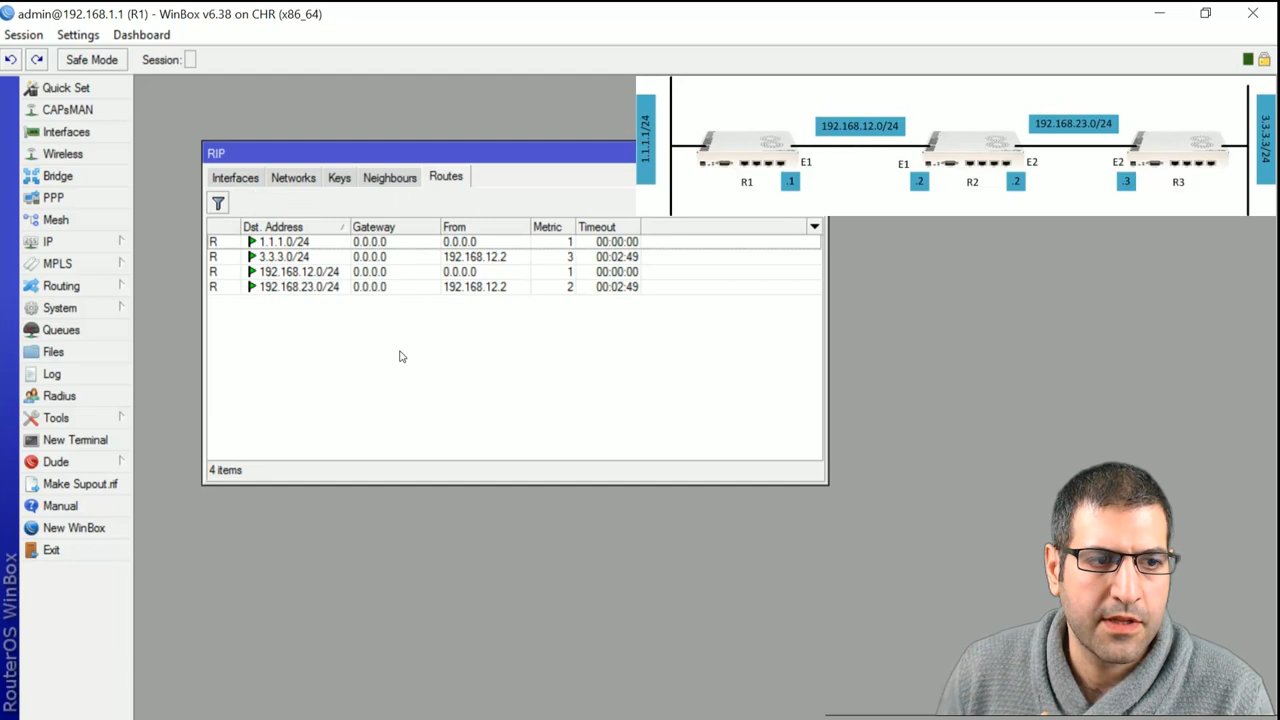 admin@192.168.1.1 (R1) - WinBox v6.38 on CHR (x86_64)
Session Settings Dashboard
Safe Mode Session:
Quick Set
CAPsMAN
Interfaces
Wireless
Bridge
PPP
Mesh
IP
MPLS
Routing
System
Queues
Files
Log
Radius
Tools
New Terminal
Dude
Make Supout.rif
Manual
New WinBox
Exit
RouterOS WinBox
RIP
Interfaces Networks Keys Neighbours Routes
Dst. Address / Gateway From Metric Timeout
R 1.1.1.0/24 0.0.0.0 0.0.0.0 1 00:00:00
R 3.3.3.0/24 0.0.0.0 192.168.12.2 3 00:02:49
R 192.168.12.0/24 0.0.0.0 0.0.0.0 1 00:00:00
R 192.168.23.0/24 0.0.0.0 192.168.12.2 2 00:02:49
4 items
1.1.1.1/24
192.168.12.0/24
192.168.23.0/24
3.3.3.3/24
E1 E1 E2 E2
R1 .1 .2 R2 .2 .3 R3